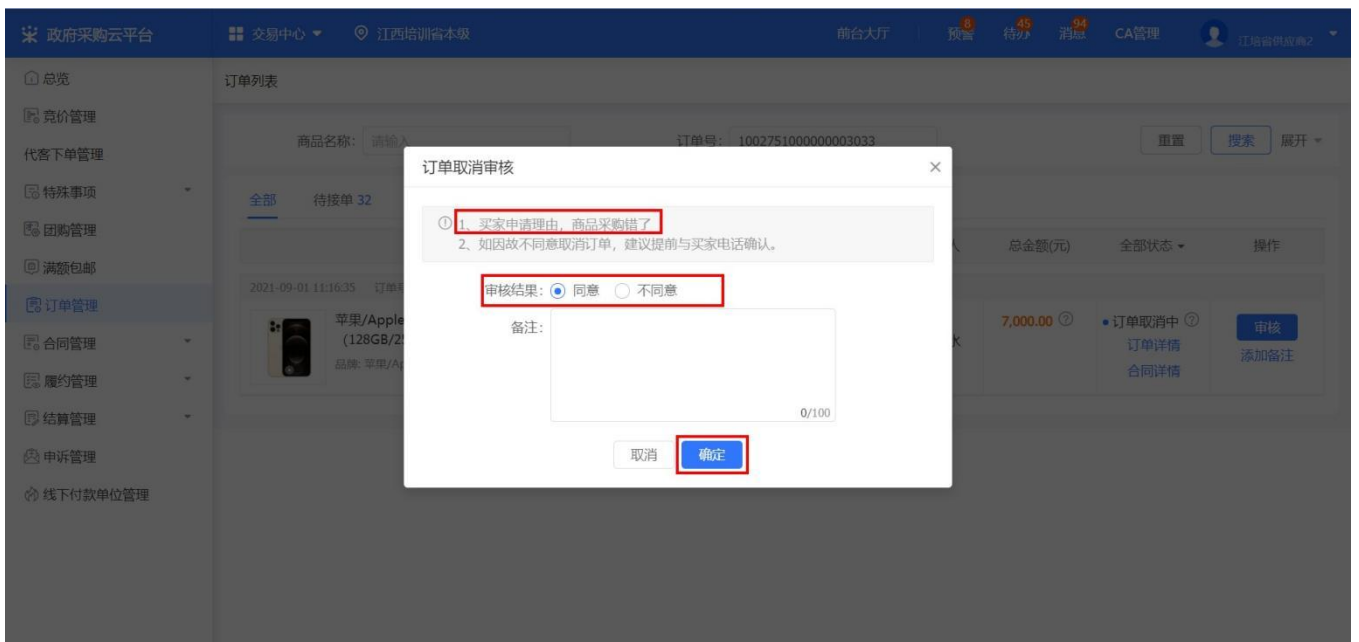 政府采购云平台
交易中心
江西培训省本级
前台大厅
预警 8
待办 45
消息 94
CA管理
江培省供应商2
总览
竞价管理
代客下单管理
特殊事项
团购管理
满额包邮
订单管理
合同管理
履约管理
结算管理
申诉管理
线下付款单位管理
订单列表
商品名称: 请输入
订单号: 1002751000000003033
重置
搜索
展开
全部
待接单 32
总金额(元)
全部状态
操作
2021-09-01 11:16:35
苹果/Apple
(128GB/25
品牌: 苹果/Ap
7,000.00
订单取消中
订单详情
合同详情
审核
添加备注
订单取消审核
1、买家申请理由，商品采购错了
2、如因故不同意取消订单，建议提前与买家电话确认。
审核结果: 同意 不同意
备注:
0/100
取消
确定